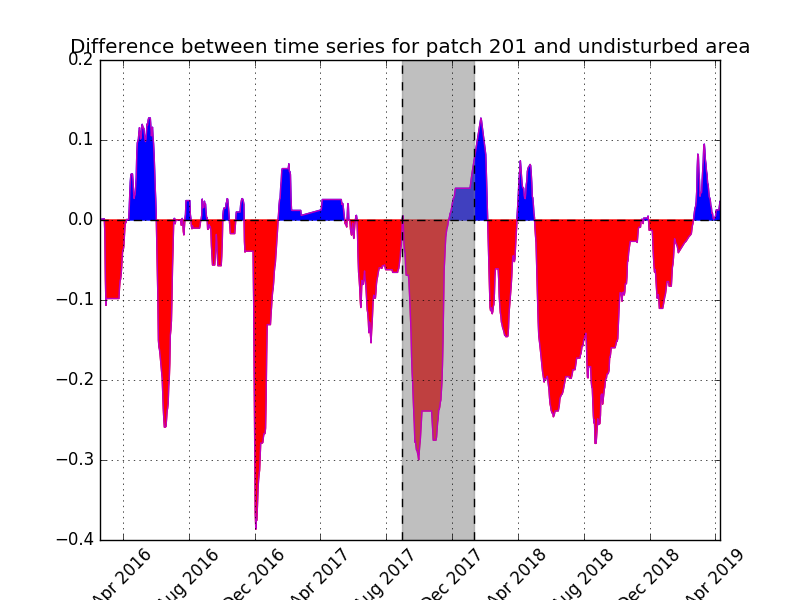 Difference between time series for patch 201 and undisturbed area
0.2
0.1
0.0
−0.1
−0.2
−0.3
−0.4
Apr 2016
Aug 2016
Dec 2016
Apr 2017
Aug 2017
Dec 2017
Apr 2018
Aug 2018
Dec 2018
Apr 2019